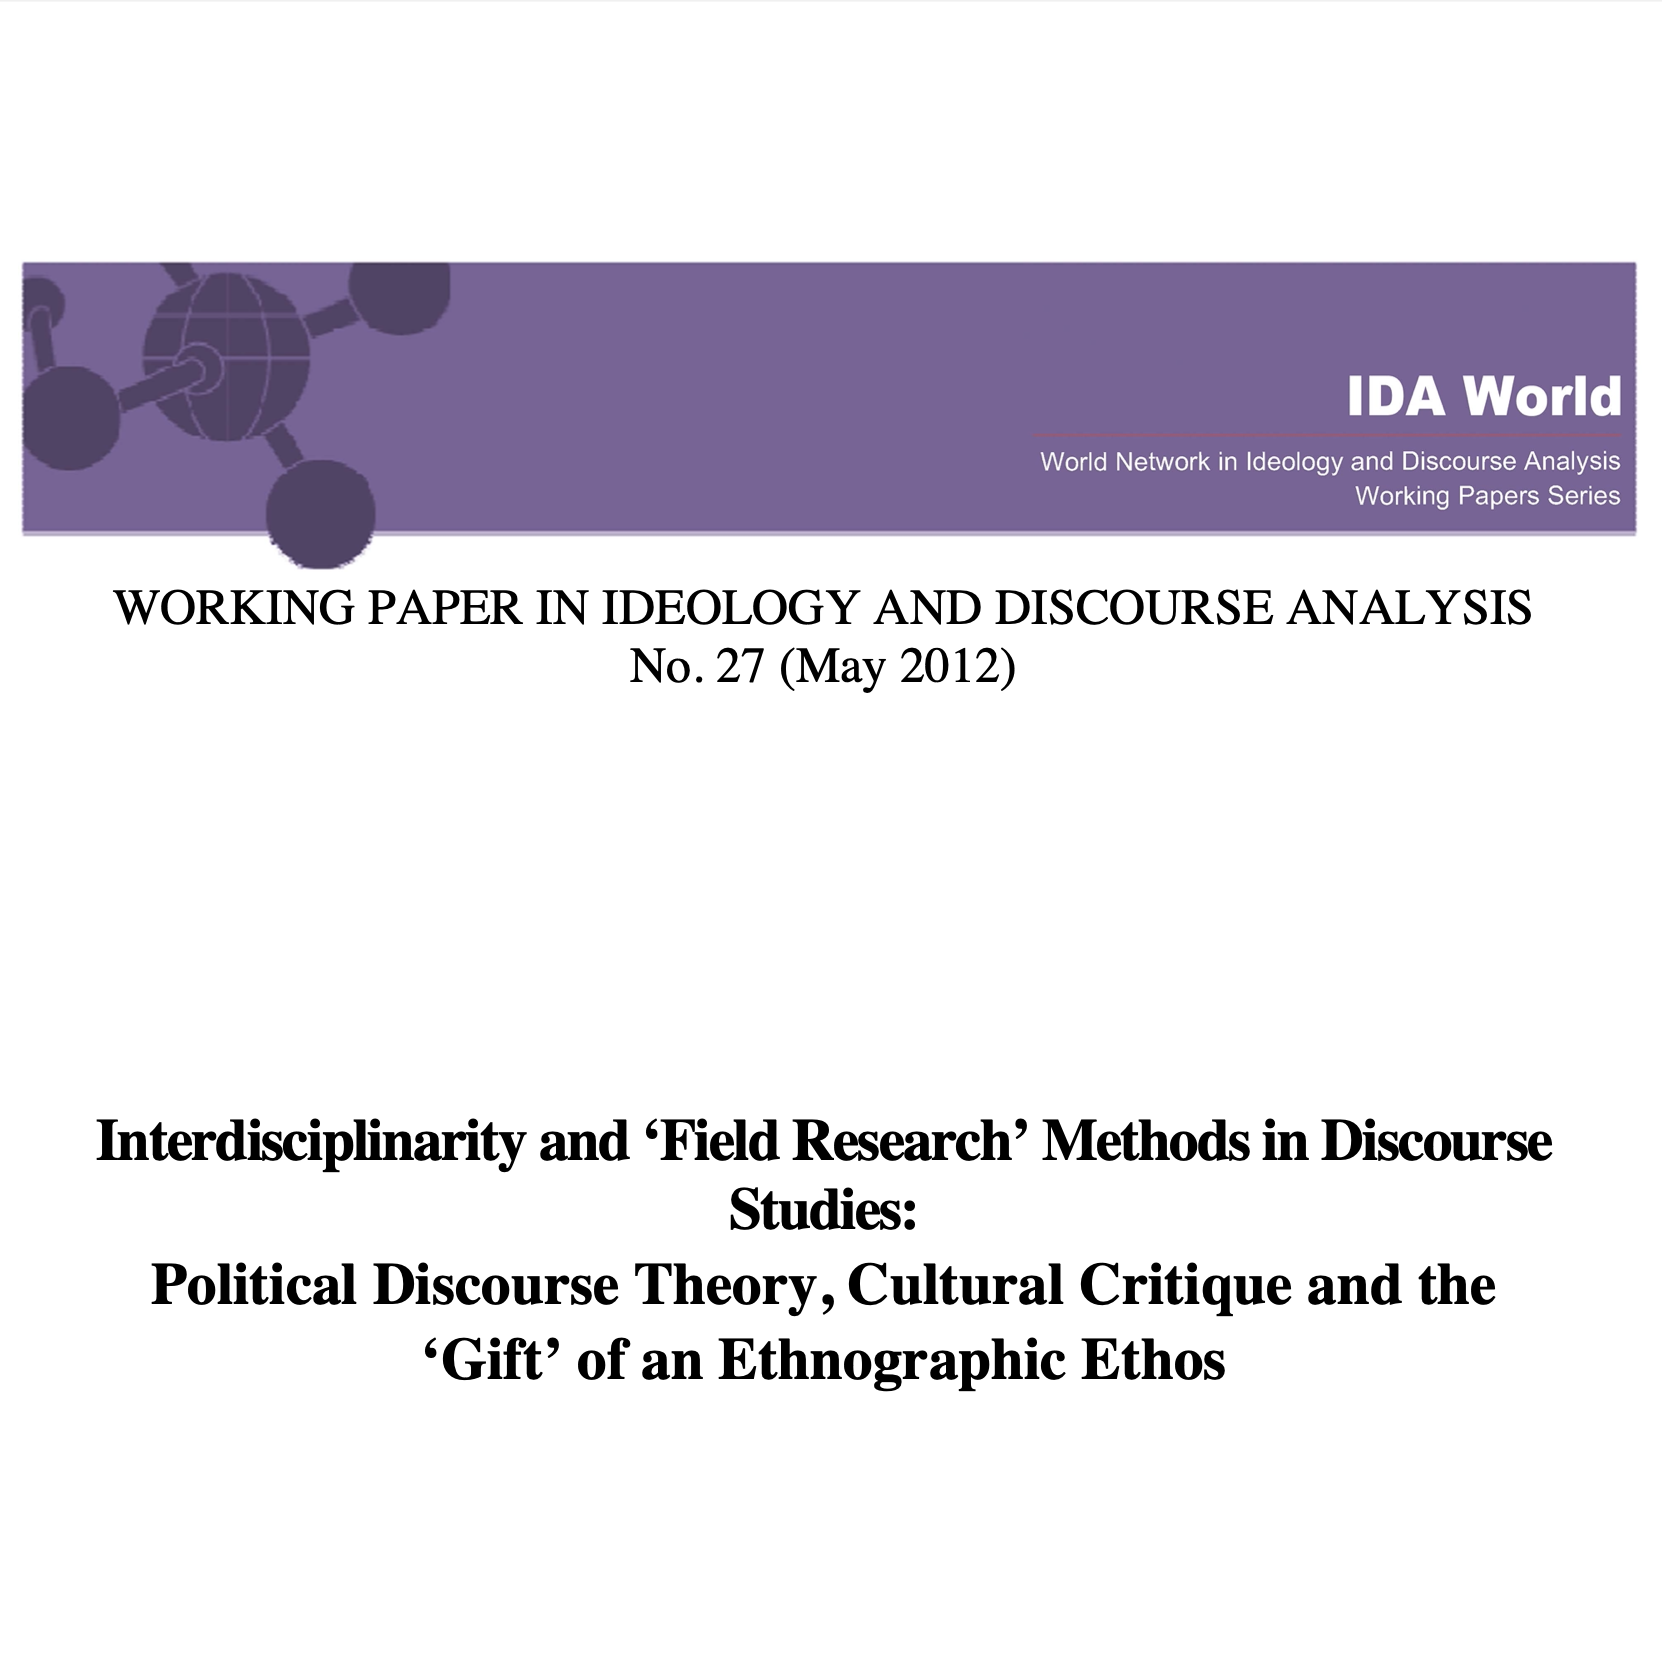 IDA World
World Network in Ideology and Discourse Analysis
Working Papers Series
WORKING PAPER IN IDEOLOGY AND DISCOURSE ANALYSIS
No. 27 (May 2012)
Interdisciplinarity and ‘Field Research’ Methods in Discourse
Studies:
Political Discourse Theory, Cultural Critique and the
‘Gift’ of an Ethnographic Ethos